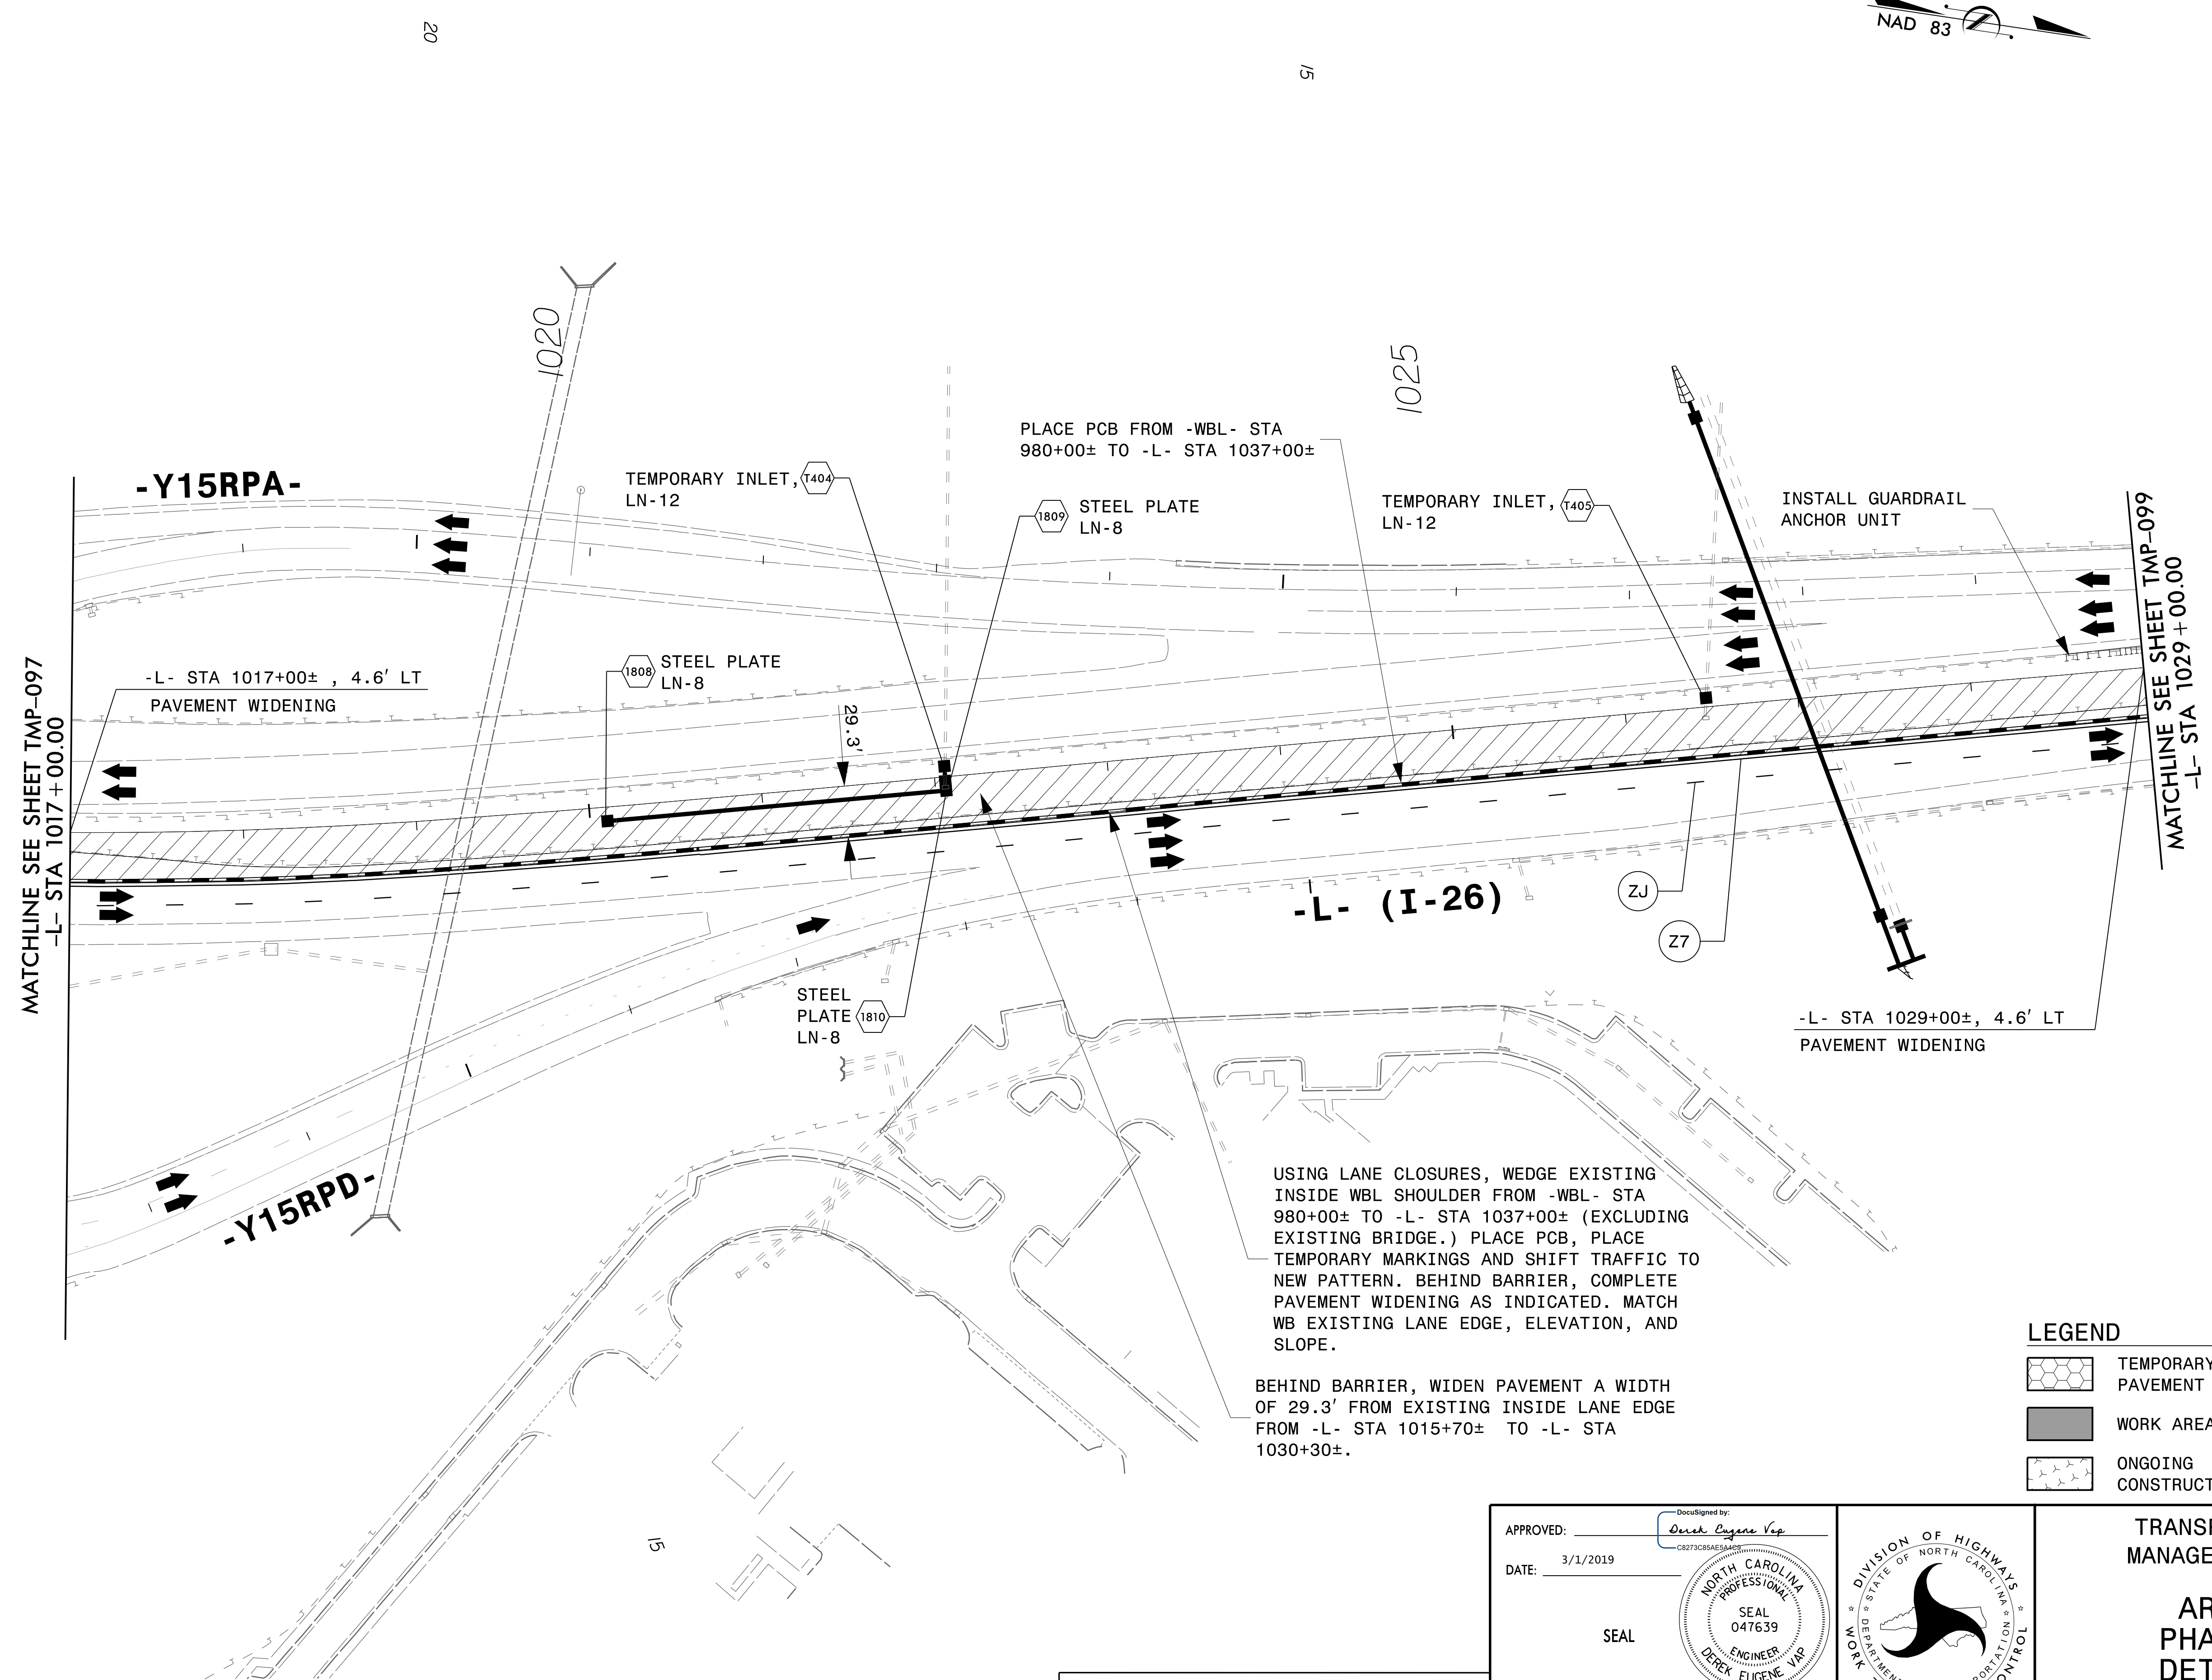 NAD 83
20
15
1020
1025
-Y15RPA-
TEMPORARY INLET,
LN-12
T404
PLACE PCB FROM -WBL- STA
980+00± TO -L- STA 1037+00±
1809
STEEL PLATE
LN-8
TEMPORARY INLET,
LN-12
T405
INSTALL GUARDRAIL
ANCHOR UNIT
MATCHLINE SEE SHEET TMP-099
-L- STA 1029+00.00
MATCHLINE SEE SHEET TMP-097
-L- STA 1017+00.00
-L- STA 1017+00± , 4.6' LT
PAVEMENT WIDENING
1808
STEEL PLATE
LN-8
29.3'
-L- (I-26)
ZJ
Z7
STEEL
PLATE
LN-8
1810
-L- STA 1029+00±, 4.6' LT
PAVEMENT WIDENING
-Y15RPD-
USING LANE CLOSURES, WEDGE EXISTING
INSIDE WBL SHOULDER FROM -WBL- STA
980+00± TO -L- STA 1037+00± (EXCLUDING
EXISTING BRIDGE.) PLACE PCB, PLACE
TEMPORARY MARKINGS AND SHIFT TRAFFIC TO
NEW PATTERN. BEHIND BARRIER, COMPLETE
PAVEMENT WIDENING AS INDICATED. MATCH
WB EXISTING LANE EDGE, ELEVATION, AND
SLOPE.
BEHIND BARRIER, WIDEN PAVEMENT A WIDTH
OF 29.3' FROM EXISTING INSIDE LANE EDGE
FROM -L- STA 1015+70± TO -L- STA
1030+30±.
15
LEGEND
TEMPORARY
PAVEMENT
WORK AREA
ONGOING
CONSTRUCT
APPROVED:
DocuSigned by:
Derek Eugene Vap
C8273C85AE5A4C9...
DATE: 3/1/2019
SEAL
NORTH CAROLINA
PROFESSIONAL
SEAL
047639
ENGINEER
DEREK EUGENE VAP
DIVISION OF HIGHWAYS
STATE OF NORTH CAROLINA
WORK
TRANSP
MANAGE
AR
PHA
DET